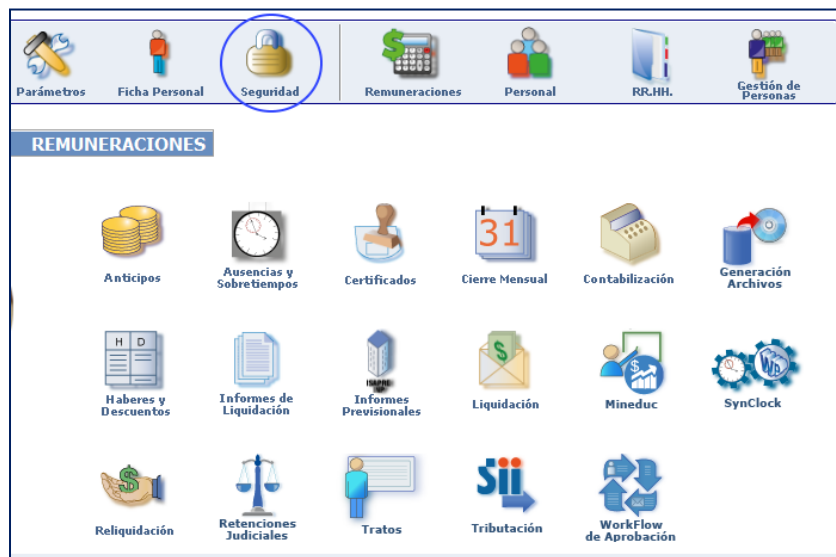 Parámetros
Ficha Personal
Seguridad
Remuneraciones
Personal
RR.HH.
Gestión de
Personas
REMUNERACIONES
31
Anticipos
Ausencias y
Sobretiempos
Certificados
Cierre Mensual
Contabilización
Generación
Archivos
H D
ISAPRE
$
WP
Haberes y
Descuentos
Informes de
Liquidación
Informes
Previsionales
Liquidación
Mineduc
SynClock
$
Sii
Reliquidación
Retenciones
Judiciales
Tratos
Tributación
WorkFlow
de Aprobación